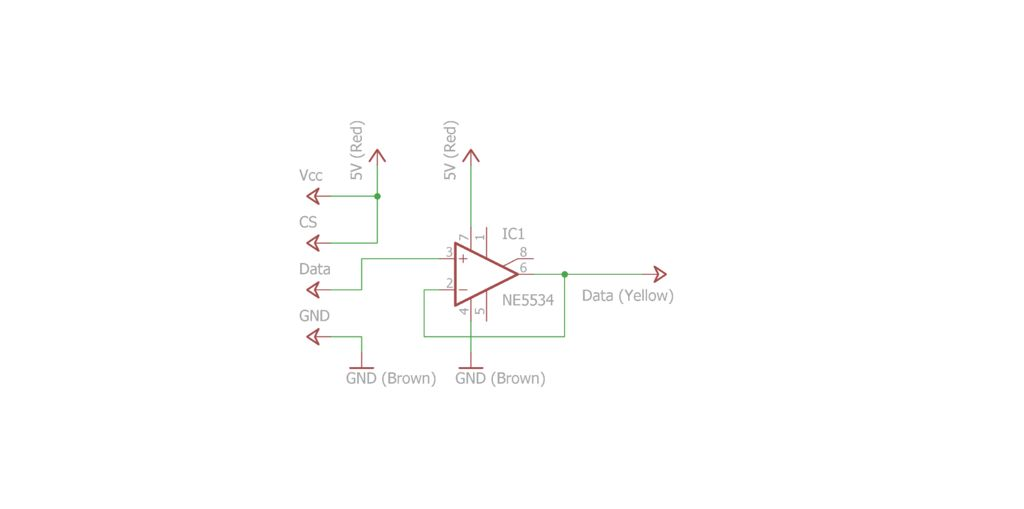 5V (Red)
5V (Red)
Vcc
CS
Data
GND
7
1
IC1
3
+
8
6
2
−
NE5534
4
5
Data (Yellow)
GND (Brown)
GND (Brown)